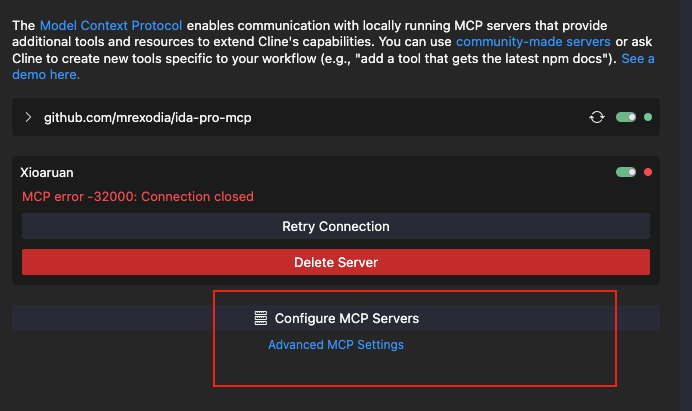 The Model Context Protocol enables communication with locally running MCP servers that provide
additional tools and resources to extend Cline's capabilities. You can use community-made servers or ask
Cline to create new tools specific to your workflow (e.g., "add a tool that gets the latest npm docs"). See a
demo here.
github.com/mrexodia/ida-pro-mcp
Xioaruan
MCP error -32000: Connection closed
Retry Connection
Delete Server
Configure MCP Servers
Advanced MCP Settings